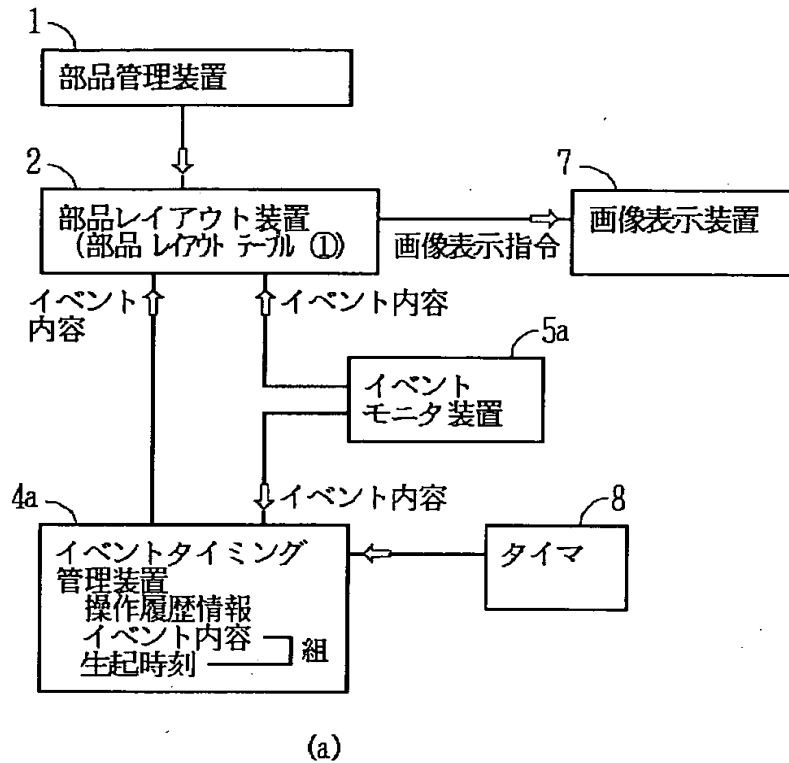 1
部品管理装置
2
部品レイアウト装置
(部品 レイアウト テーブル ①)
画像表示指令
7
画像表示装置
イベント
内容
イベント内容
5a
イベント
モニタ装置
イベント内容
4a
イベントタイミング
管理装置
操作履歴情報
イベント内容
生起時刻
組
8
タイマ
(a)